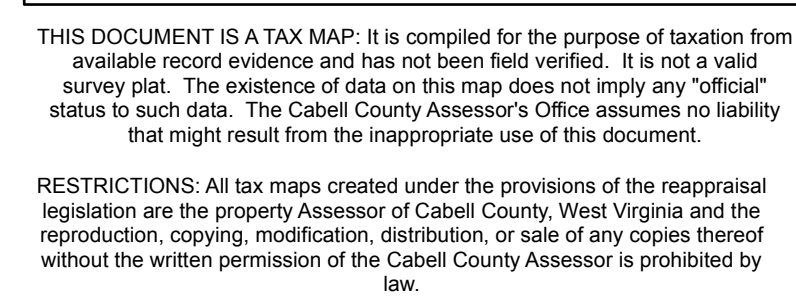 THIS DOCUMENT IS A TAX MAP: It is compiled for the purpose of taxation from
available record evidence and has not been field verified. It is not a valid
survey plat. The existence of data on this map does not imply any "official"
status to such data. The Cabell County Assessor's Office assumes no liability
that might result from the inappropriate use of this document.
RESTRICTIONS: All tax maps created under the provisions of the reappraisal
legislation are the property Assessor of Cabell County, West Virginia and the
reproduction, copying, modification, distribution, or sale of any copies thereof
without the written permission of the Cabell County Assessor is prohibited by
law.